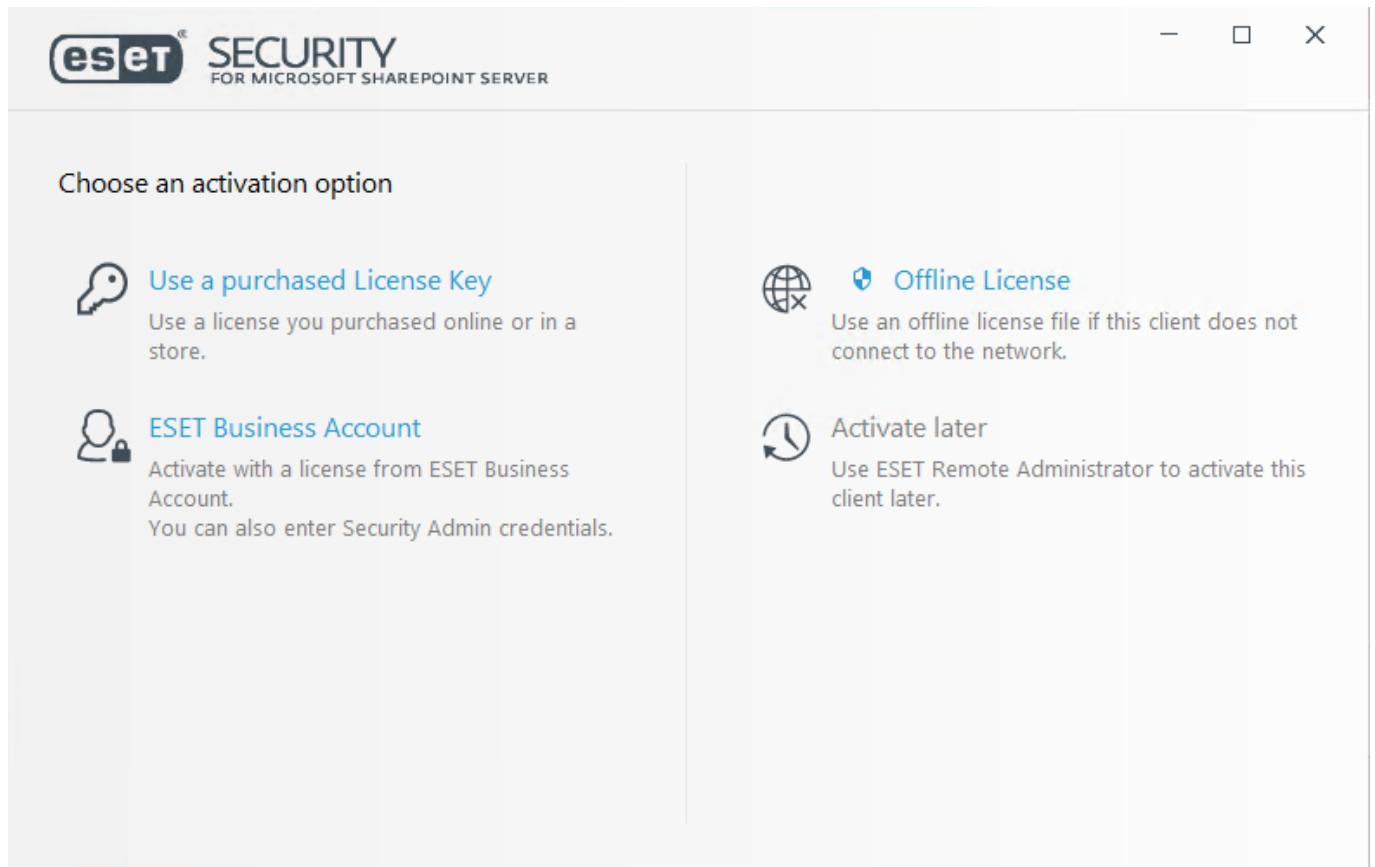 eset SECURITY
FOR MICROSOFT SHAREPOINT SERVER
Choose an activation option
Use a purchased License Key
Use a license you purchased online or in a
store.
ESET Business Account
Activate with a license from ESET Business
Account.
You can also enter Security Admin credentials.
Offline License
Use an offline license file if this client does not
connect to the network.
Activate later
Use ESET Remote Administrator to activate this
client later.